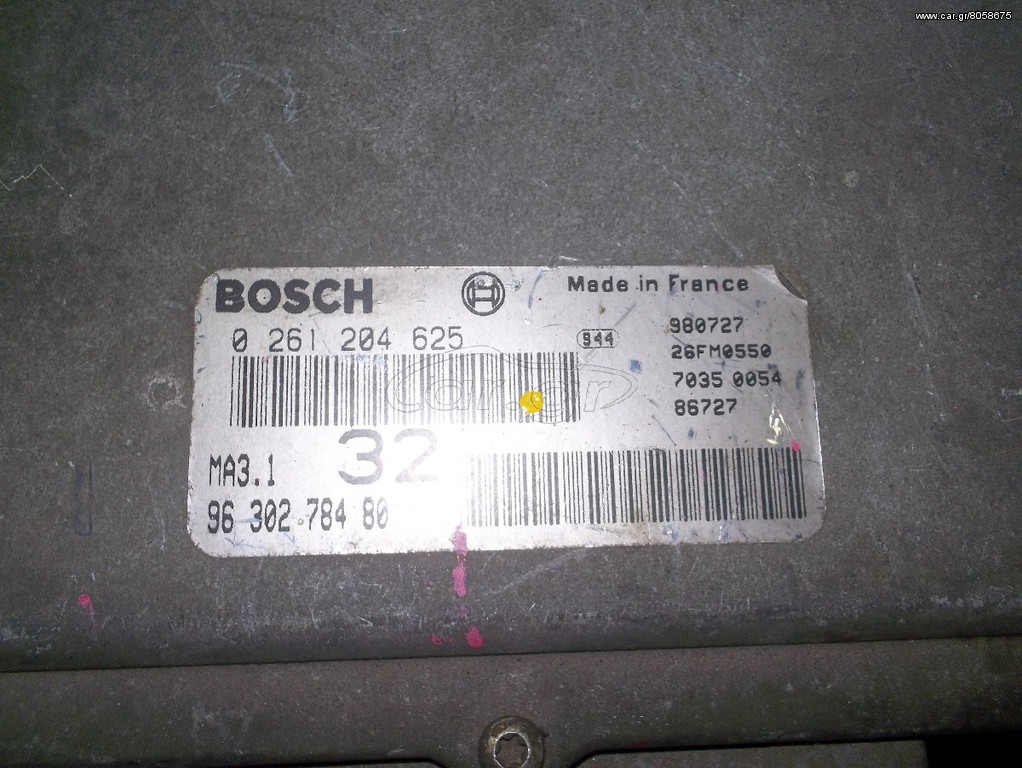 www.car.gr/8058675
BOSCH
Made in France
0 261 204 625
944
980727
26FM0550
7035 0054
86727
car.gr
32
MA3.1
96 302 784 80